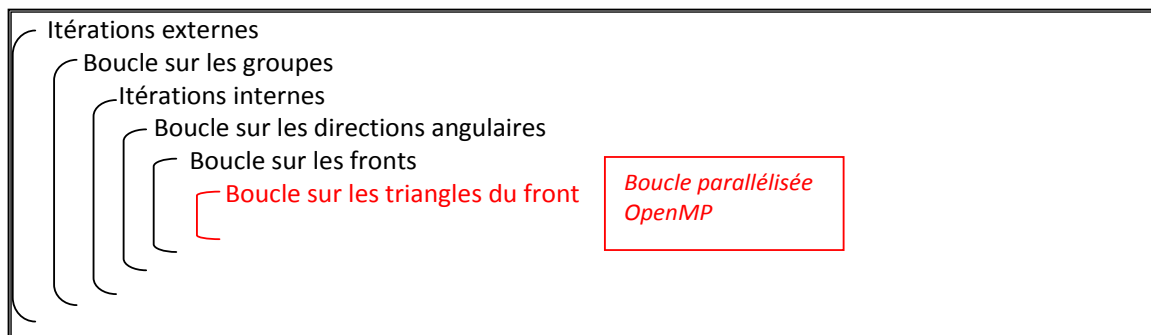 Itérations externes
Boucle sur les groupes
Itérations internes
Boucle sur les directions angulaires
Boucle sur les fronts
Boucle sur les triangles du front
Boucle parallélisée
OpenMP